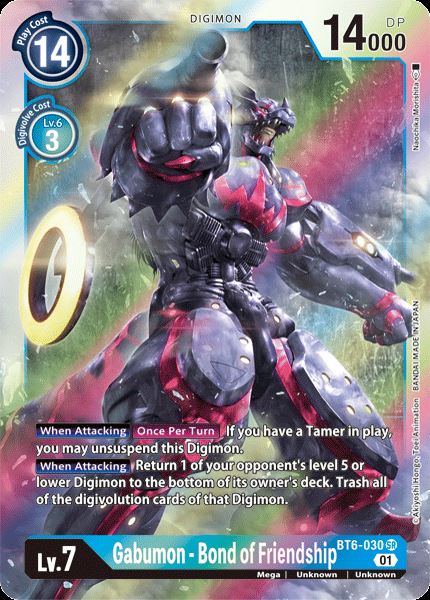 Play Cost
14
DIGIMON
14000
DP
Digivolve Cost
Lv.6
3
Naochika Morishita
When Attacking Once Per Turn If you have a Tamer in play,
you may unsuspend this Digimon.
When Attacking Return 1 of your opponent's level 5 or
lower Digimon to the bottom of its owner's deck. Trash all
of the digivolution cards of that Digimon.
©Akiyoshi Hongo, Toei Animation BANDAI MADE IN JAPAN
Lv.7
Gabumon - Bond of Friendship
BT6-030 SR
01
Mega | Unknown | Unknown